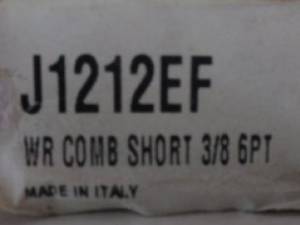 J1212EF
WR COMB SHORT 3/8 6PT
MADE IN ITALY